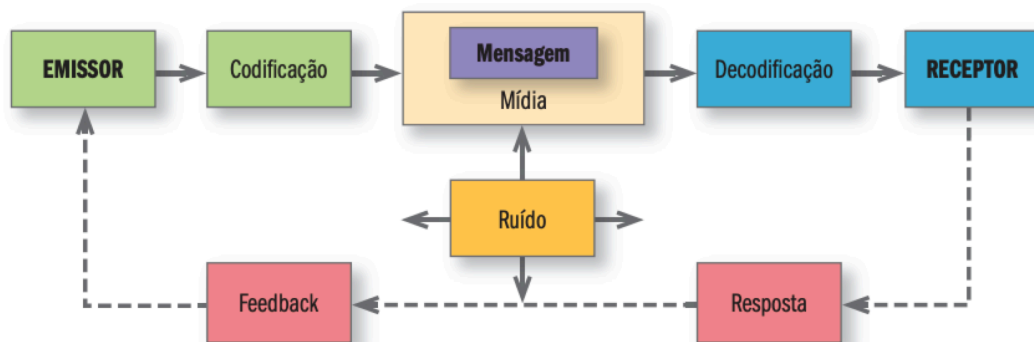 EMISSOR
Codificação
Mensagem
Mídia
Decodificação
RECEPTOR
Ruído
Feedback
Resposta